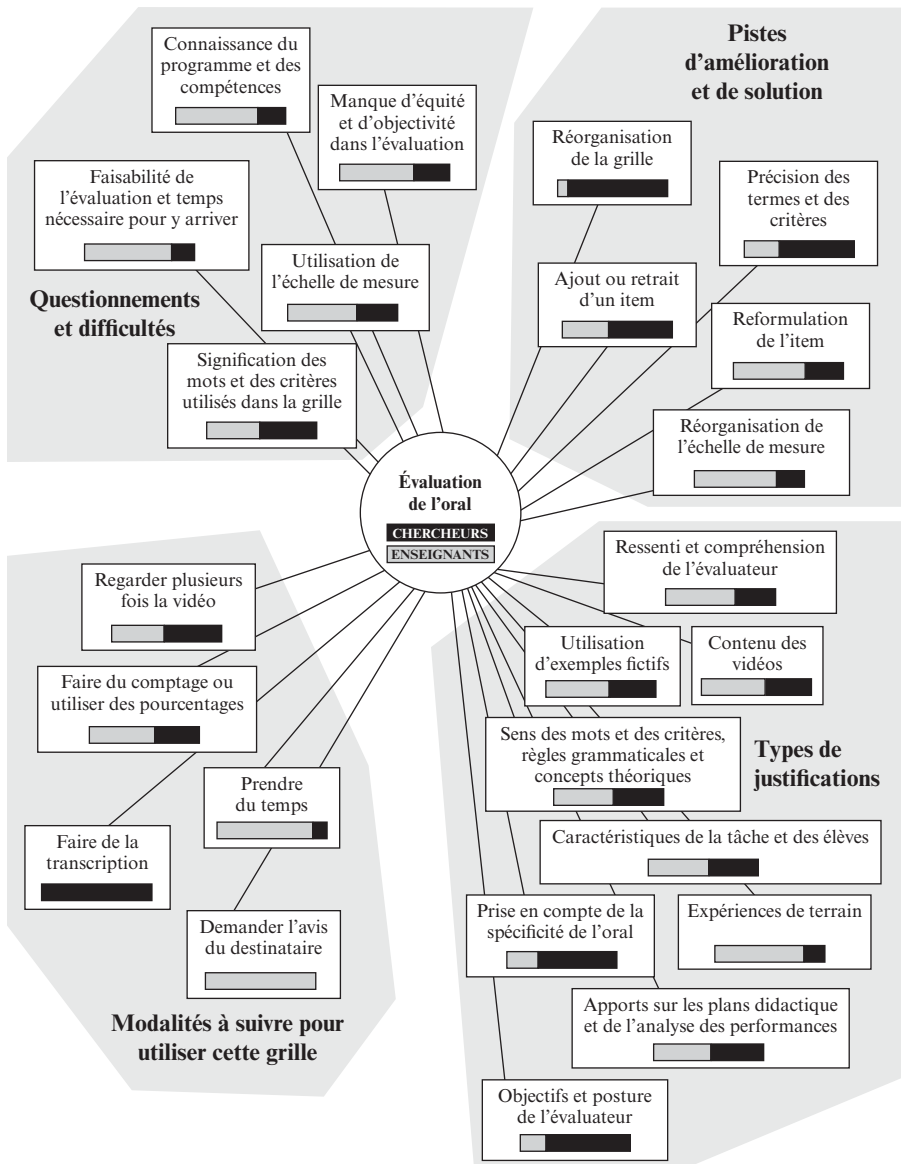 Connaissance du
programme et des
compétences
Manque d'équité
et d'objectivité
dans l'évaluation
Faisabilité de
l'évaluation et temps
nécessaire pour y arriver
Utilisation de
l'échelle de mesure
Questionnements
et difficultés
Signification des
mots et des critères
utilisés dans la grille
Pistes
d'amélioration
et de solution
Réorganisation
de la grille
Précision des
termes et des
critères
Ajout ou retrait
d'un item
Reformulation
de l'item
Réorganisation de
l'échelle de mesure
Évaluation
de l'oral
CHERCHEURS
ENSEIGNANTS
Regarder plusieurs
fois la vidéo
Faire du comptage ou
utiliser des pourcentages
Prendre
du temps
Faire de la
transcription
Demander l'avis
du destinataire
Modalités à suivre pour
utiliser cette grille
Ressenti et compréhension
de l'évaluateur
Utilisation
d'exemples fictifs
Contenu des
vidéos
Sens des mots et des critères,
règles grammaticales et
concepts théoriques
Types de
justifications
Caractéristiques de la tâche et des élèves
Prise en compte de la
spécificité de l'oral
Expériences de terrain
Apports sur les plans didactique
et de l'analyse des performances
Objectifs et posture
de l'évaluateur